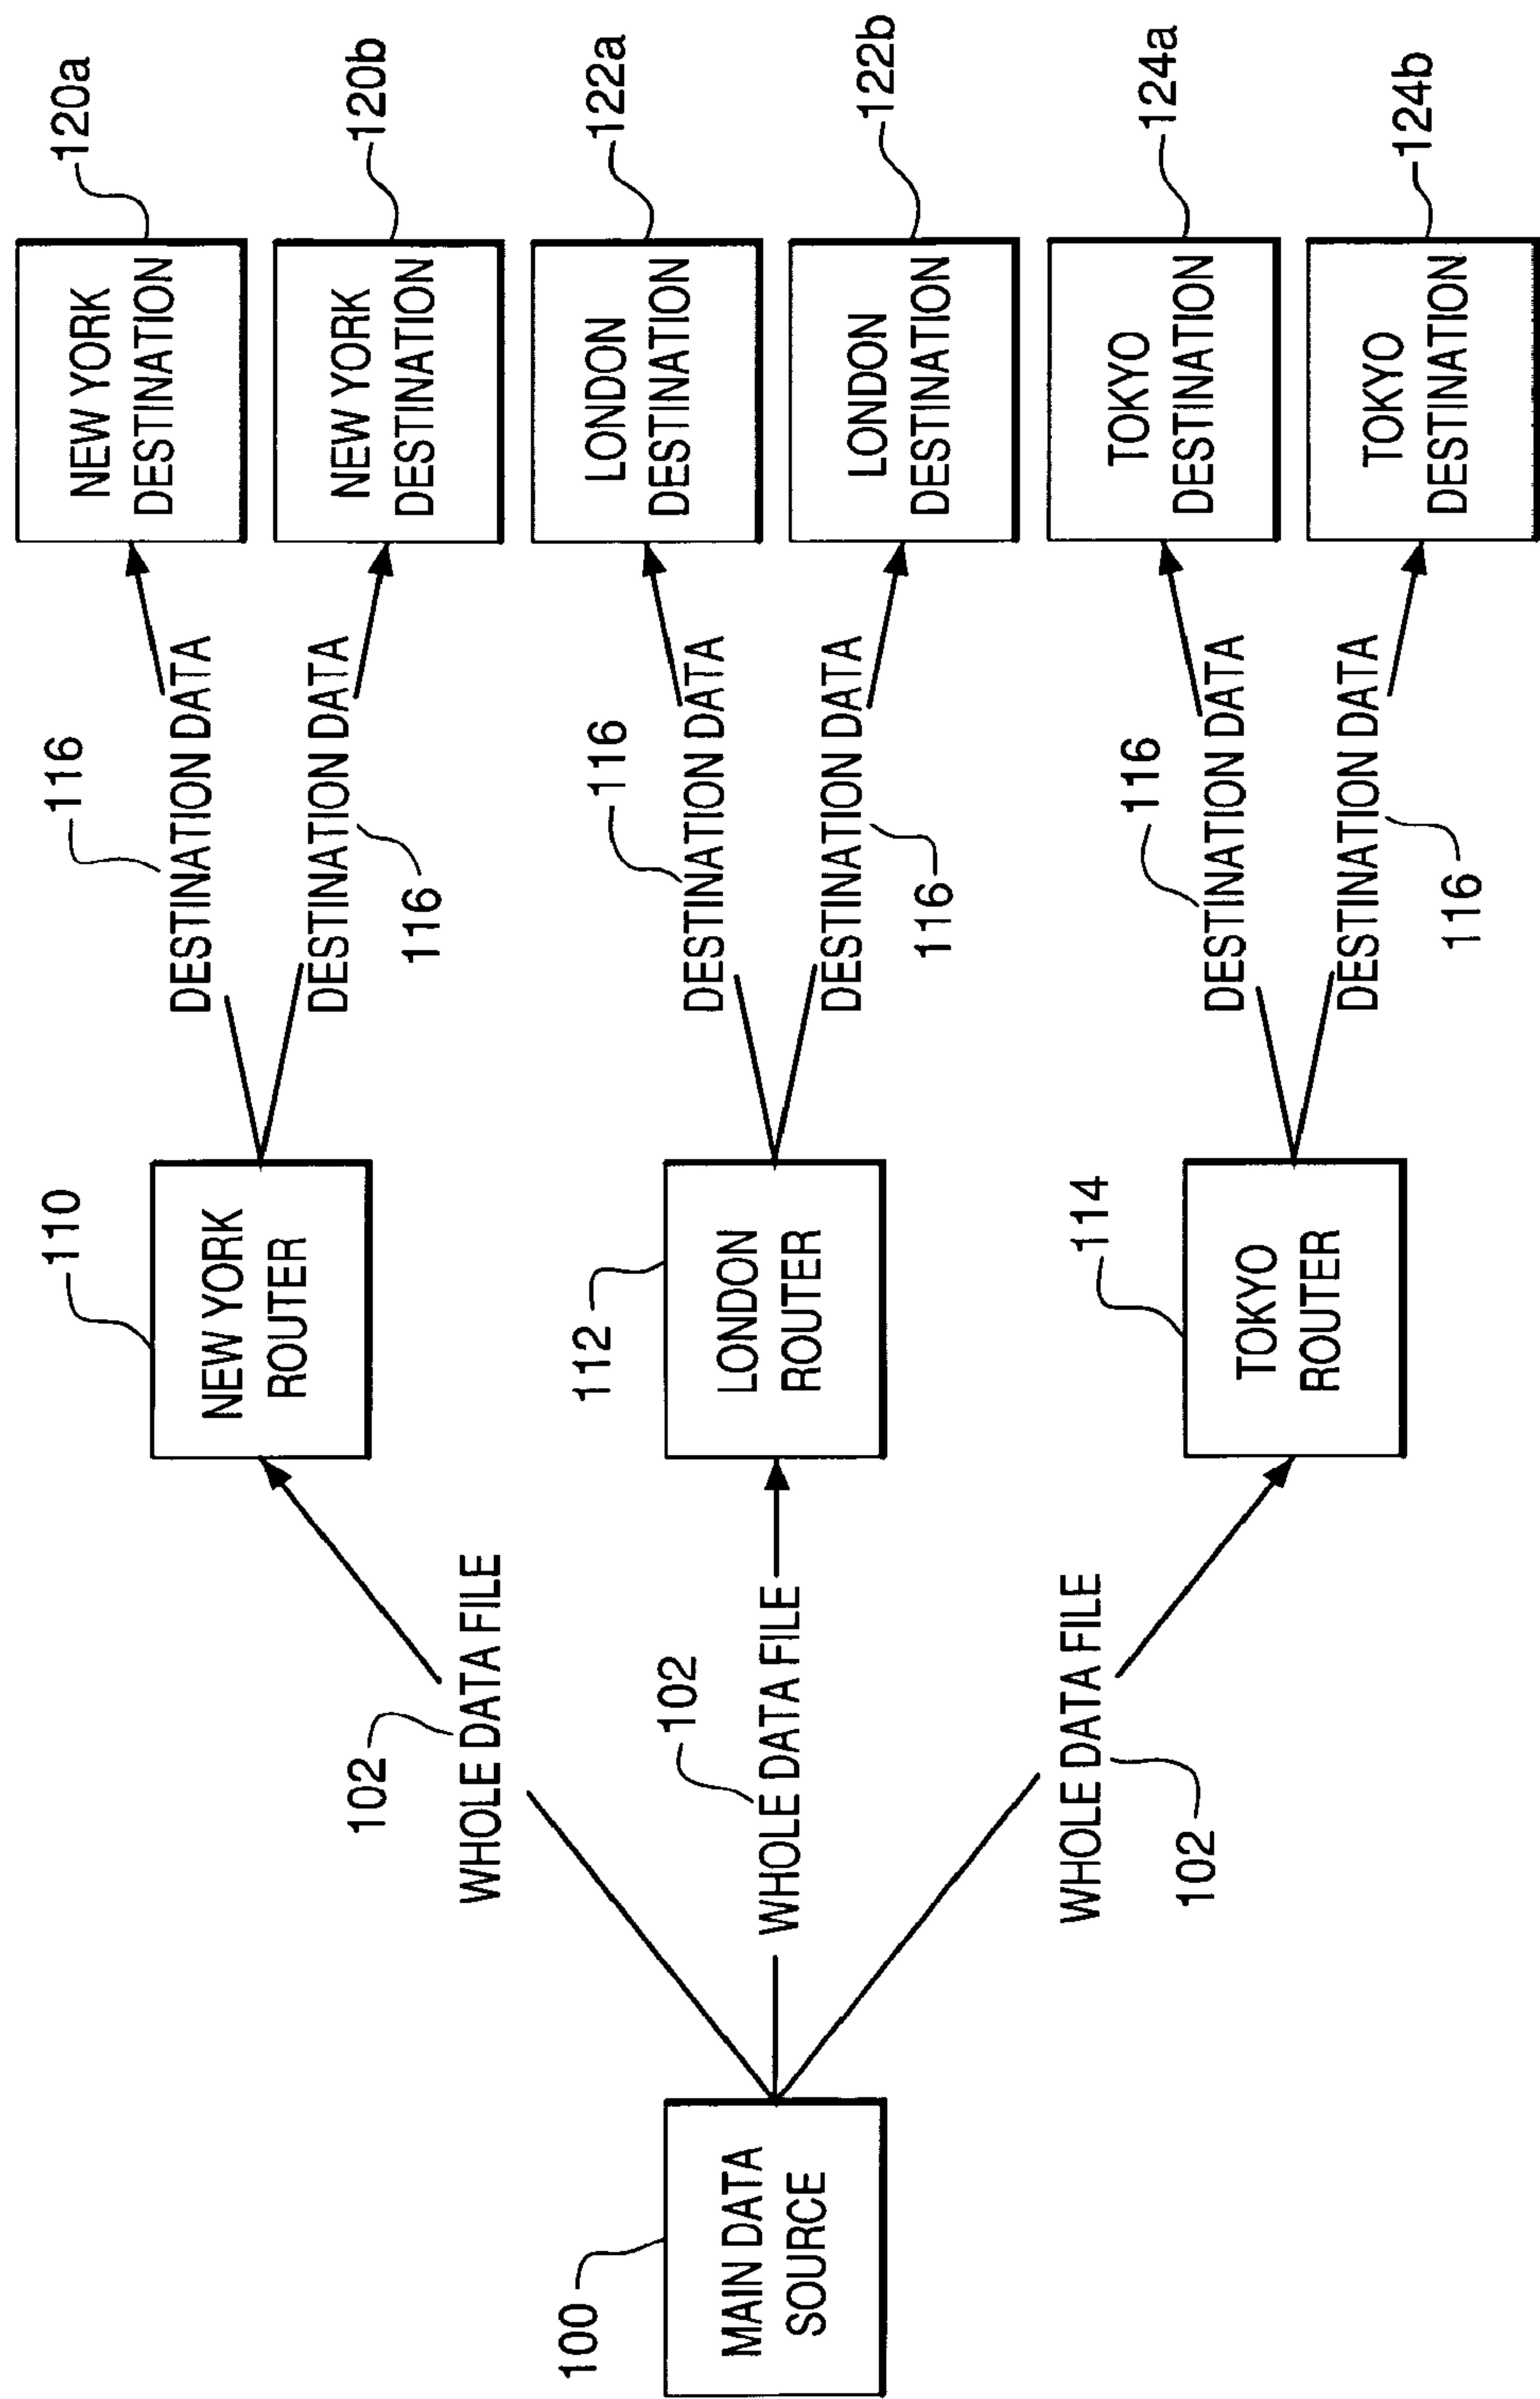 100
MAIN DATA
SOURCE
102
WHOLE DATA FILE
102
WHOLE DATA FILE
WHOLE DATA FILE
102
110
NEW YORK
ROUTER
112
LONDON
ROUTER
114
TOKYO
ROUTER
116
DESTINATION DATA
DESTINATION DATA
116
116
DESTINATION DATA
DESTINATION DATA
116
116
DESTINATION DATA
DESTINATION DATA
116
120a
NEW YORK
DESTINATION
120b
NEW YORK
DESTINATION
122a
LONDON
DESTINATION
122b
LONDON
DESTINATION
124a
TOKYO
DESTINATION
124b
TOKYO
DESTINATION